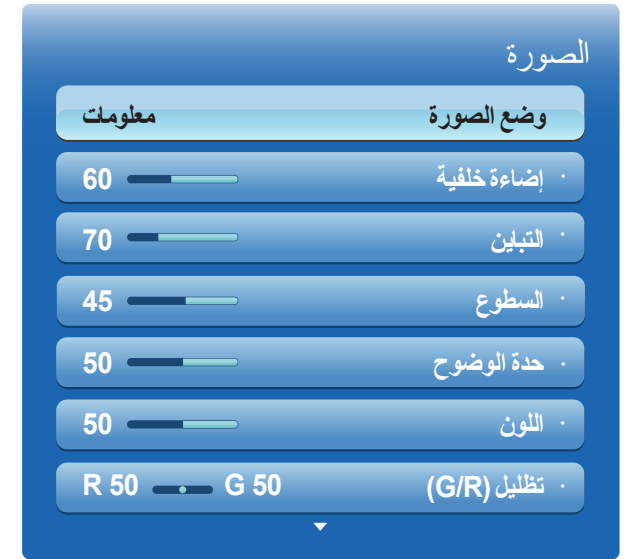 الصورة
وضع الصورة معلومات
· إضاءة خلفية 60
· التباين 70
· السطوع 45
· حدة الوضوح 50
· اللون 50
· تظليل (G/R) G 50 R 50